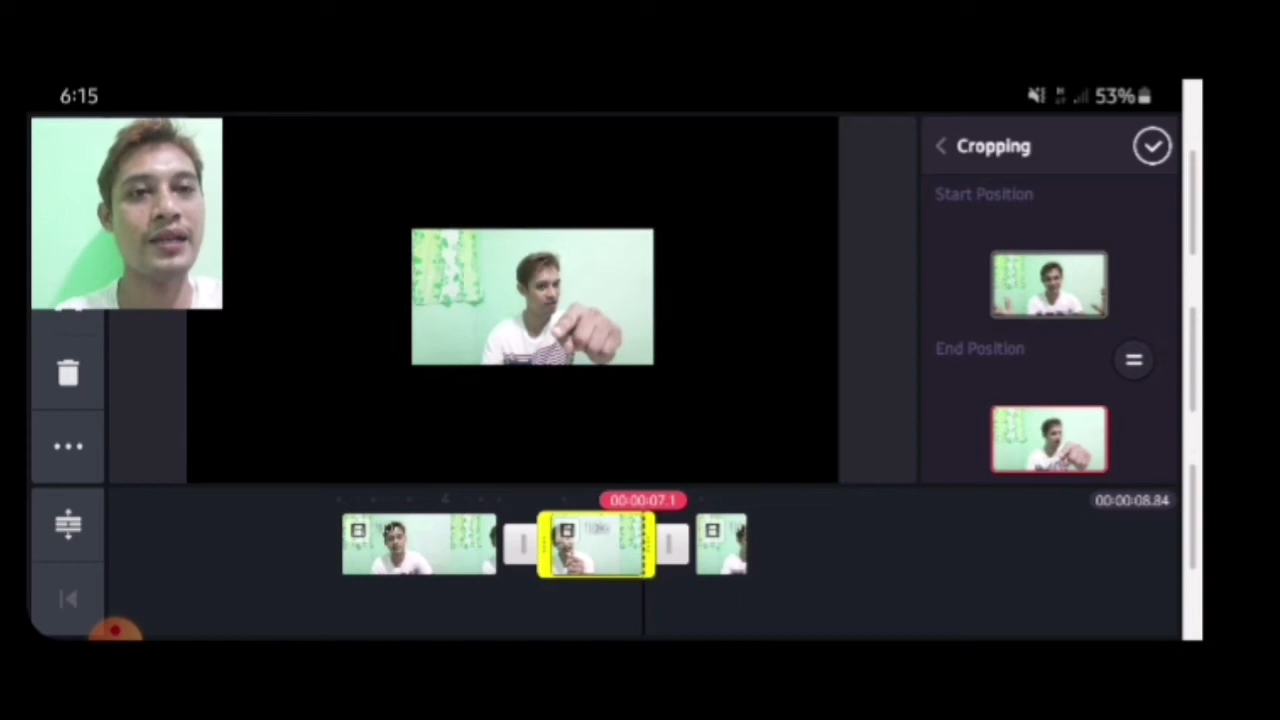 6:15
53%
Cropping
Start Position
End Position
00:00:07.1
00:00:08.84